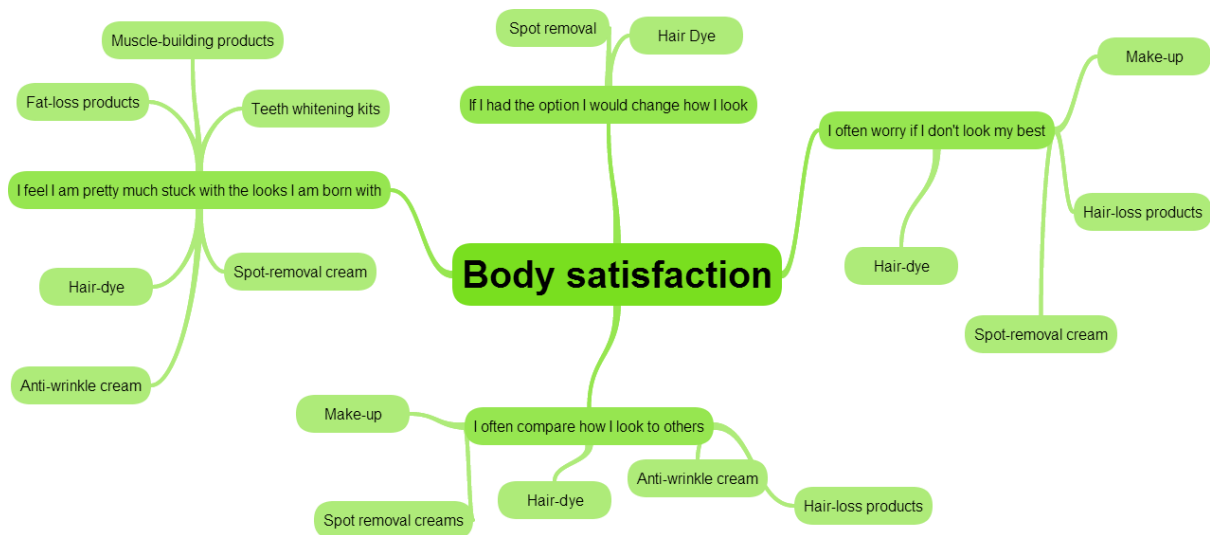 Spot removal
Hair Dye
Muscle-building products
Make-up
Fat-loss products
Teeth whitening kits
If I had the option I would change how I look
I often worry if I don't look my best
I feel I am pretty much stuck with the looks I am born with
Hair-loss products
Hair-dye
Spot-removal cream
Body satisfaction
Hair-dye
Spot-removal cream
Anti-wrinkle cream
Make-up
I often compare how I look to others
Anti-wrinkle cream
Hair-dye
Hair-loss products
Spot removal creams